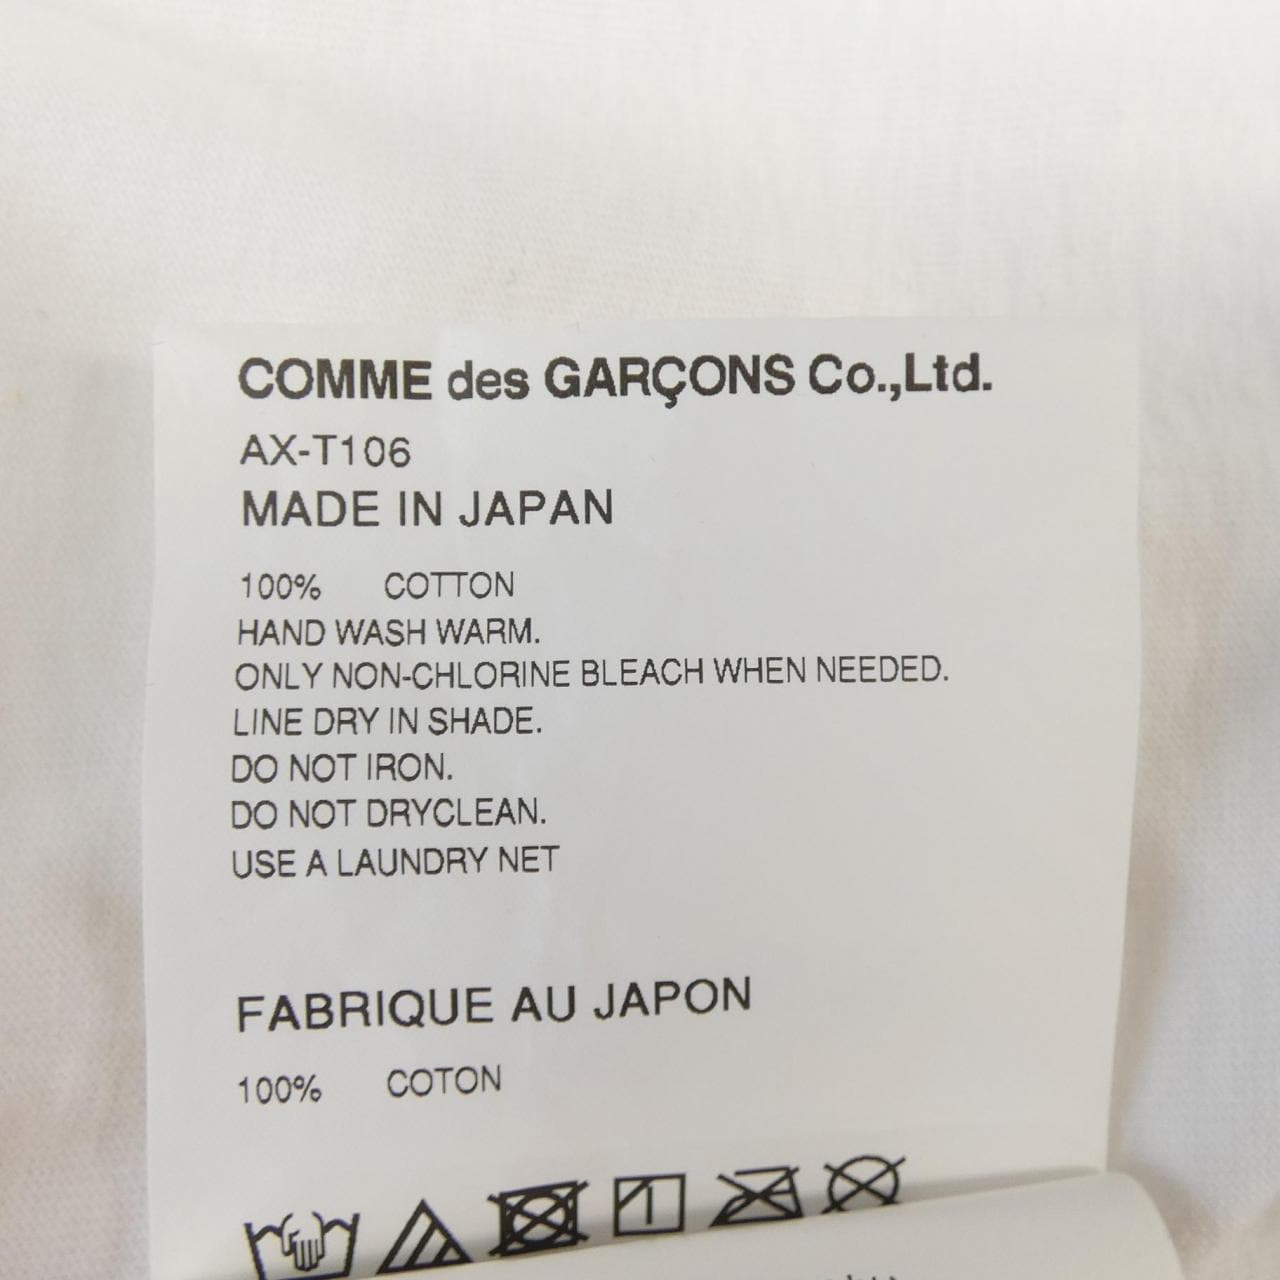 COMME des GARÇONS Co.,Ltd.
AX-T106
MADE IN JAPAN
100% COTTON
HAND WASH WARM.
ONLY NON-CHLORINE BLEACH WHEN NEEDED.
LINE DRY IN SHADE.
DO NOT IRON.
DO NOT DRYCLEAN.
USE A LAUNDRY NET
FABRIQUE AU JAPON
100% COTON